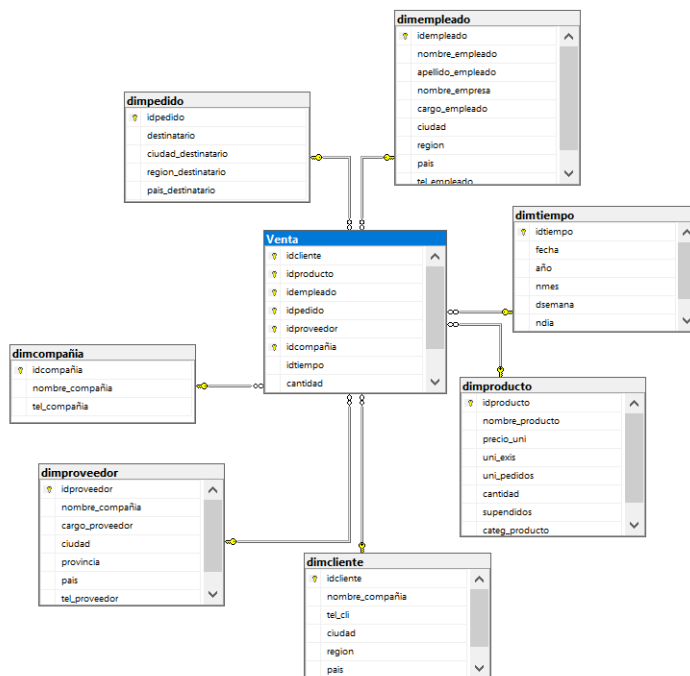 dimempleado
idempleado
nombre_empleado
apellido_empleado
nombre_empresa
cargo_empleado
ciudad
region
pais
tel_empleado
dimpedido
idpedido
destinatario
ciudad_destinatario
region_destinatario
pais_destinatario
dimtiempo
idtiempo
fecha
año
nmes
dsemana
ndia
Venta
idcliente
idproducto
idempleado
idpedido
idproveedor
idcompañia
idtiempo
cantidad
dimcompañia
idcompañia
nombre_compañia
tel_compañia
dimproducto
idproducto
nombre_producto
precio_uni
uni_exis
uni_pedidos
cantidad
supendidos
categ_producto
dimproveedor
idproveedor
nombre_compañia
cargo_proveedor
ciudad
provincia
pais
tel_proveedor
dimcliente
idcliente
nombre_compañia
tel_cli
ciudad
region
pais